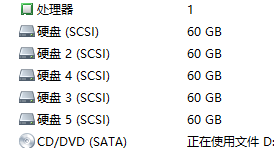 处理器 1
硬盘 (SCSI) 60 GB
硬盘 2 (SCSI) 60 GB
硬盘 4 (SCSI) 60 GB
硬盘 3 (SCSI) 60 GB
硬盘 5 (SCSI) 60 GB
CD/DVD (SATA) 正在使用文件 D: